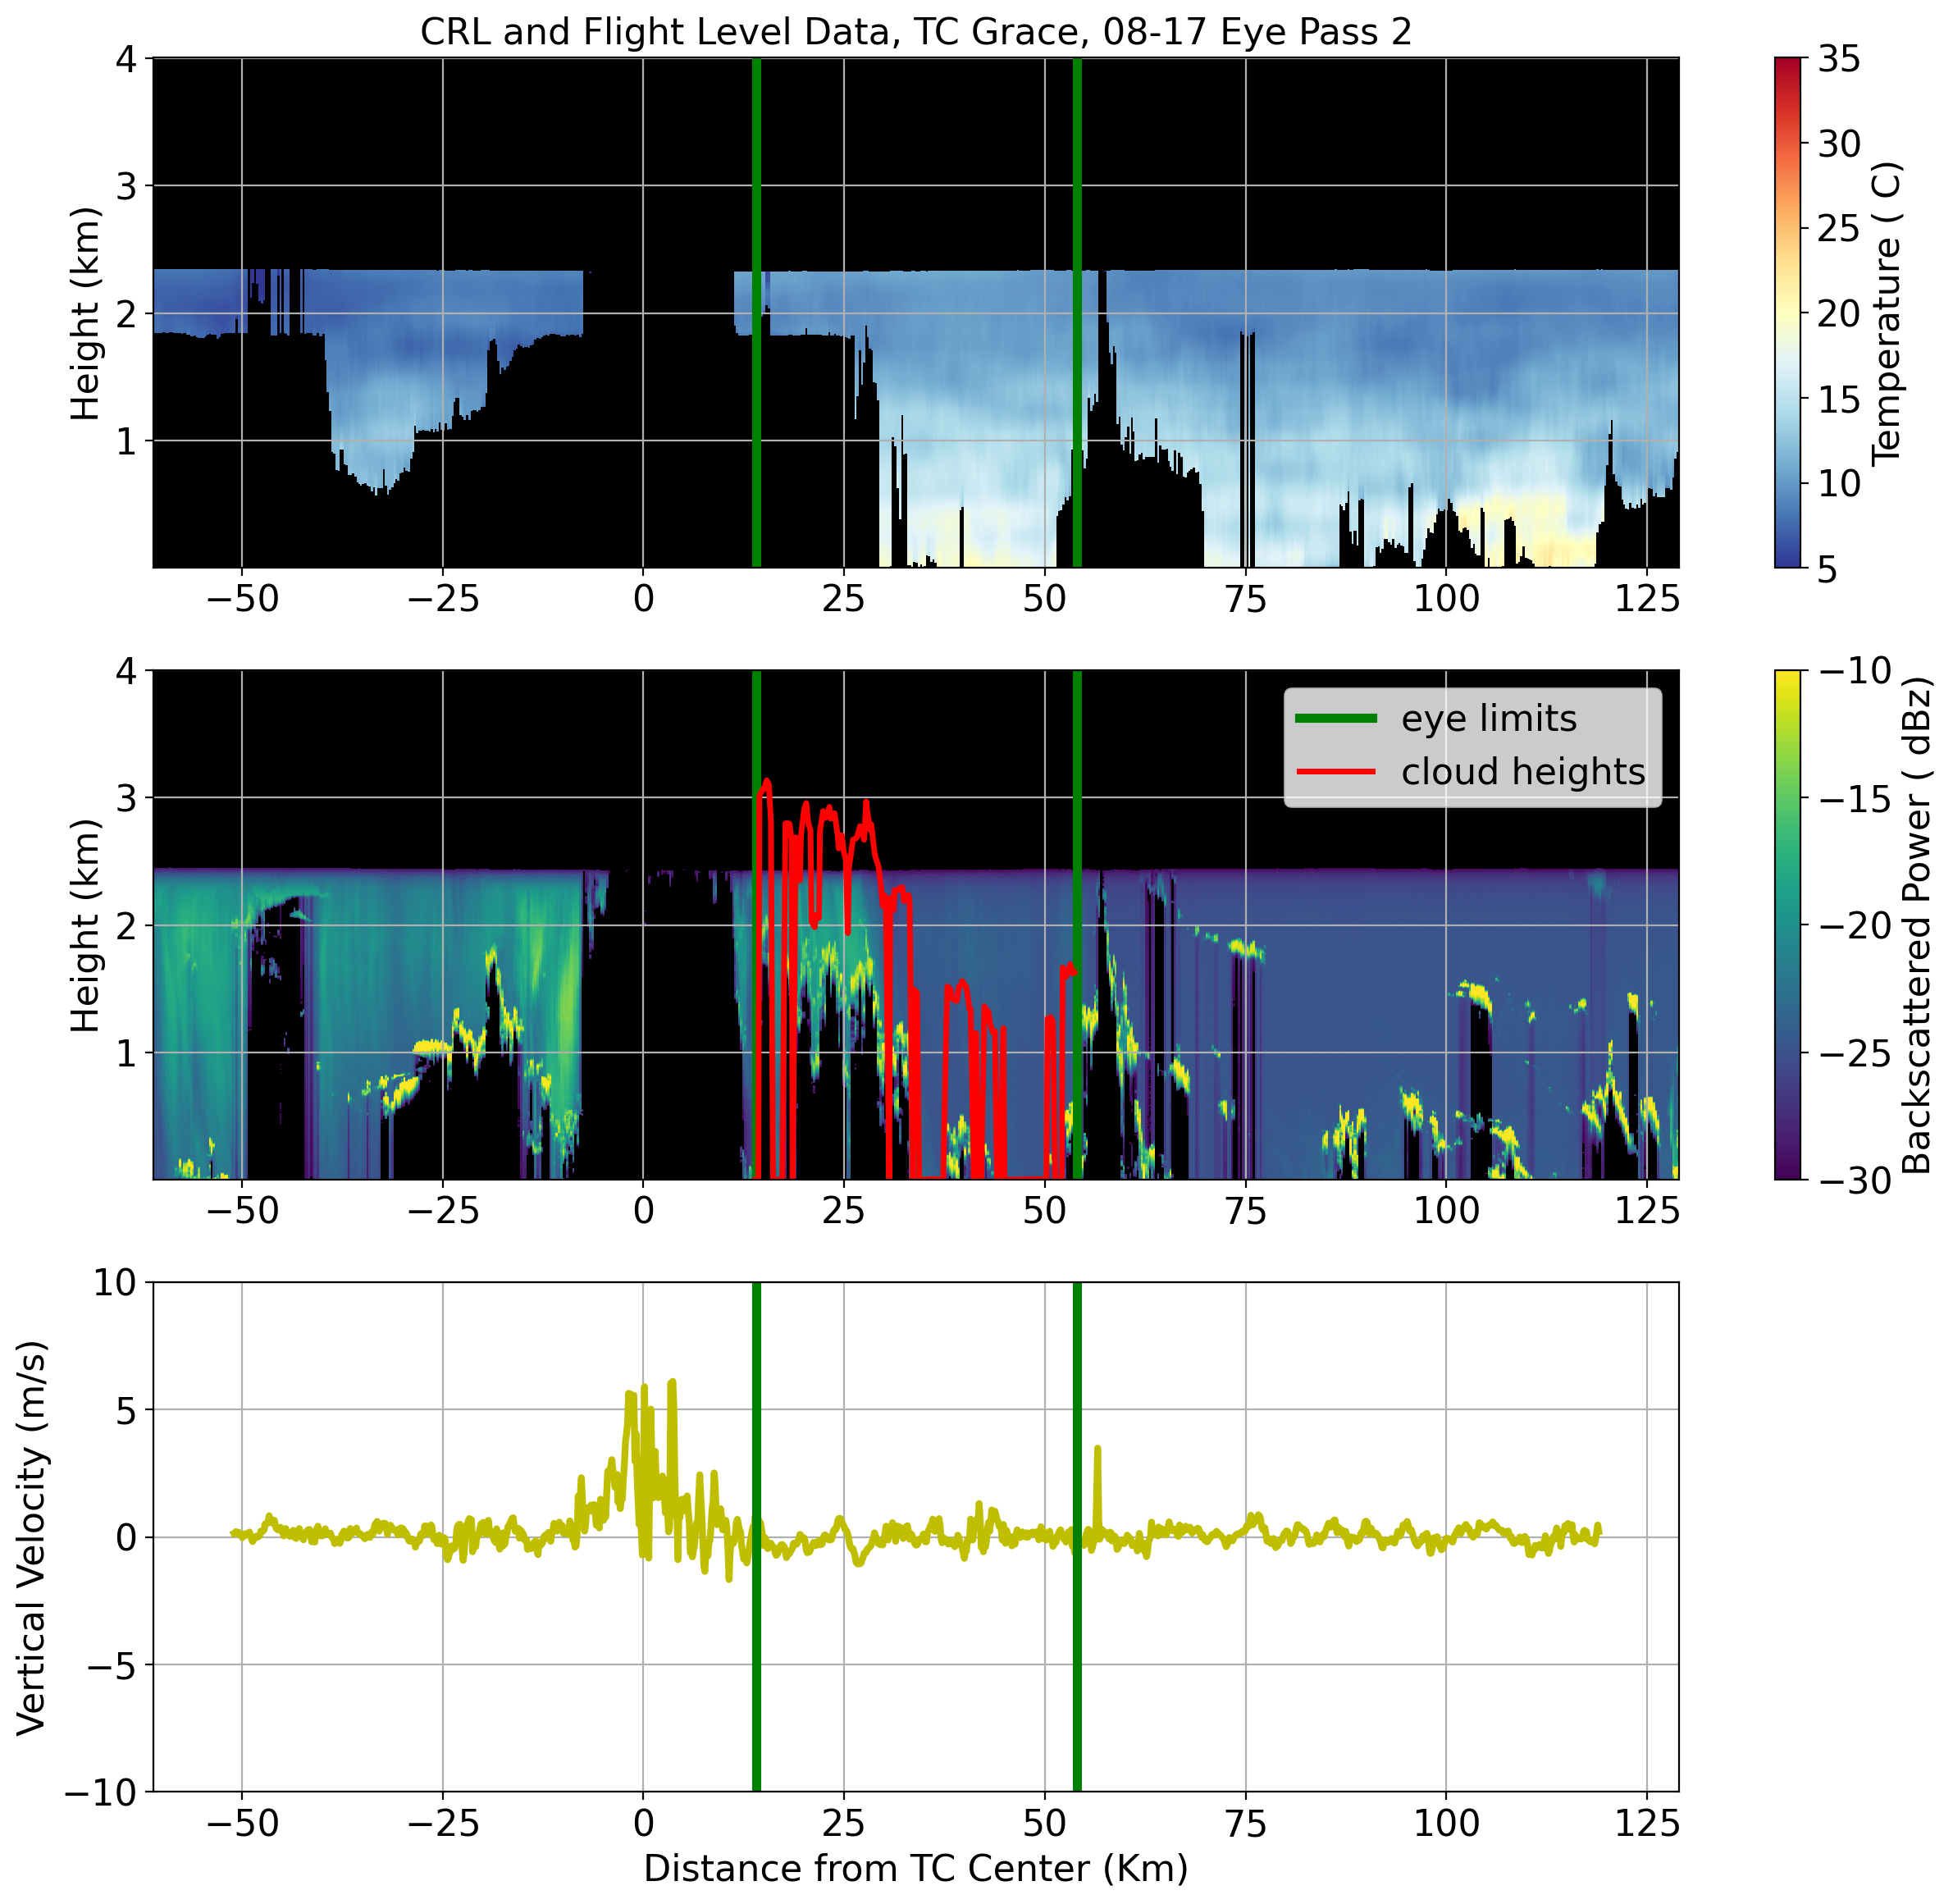 CRL and Flight Level Data, TC Grace, 08-17 Eye Pass 2
Height (km)
4
3
2
1
−50 −25 0 25 50 75 100 125
35
30
25
20
15
10
5
Temperature ( C)
Height (km)
4
3
2
1
eye limits
cloud heights
−50 −25 0 25 50 75 100 125
−10
−15
−20
−25
−30
Backscattered Power ( dBz)
Vertical Velocity (m/s)
10
5
0
−5
−10
−50 −25 0 25 50 75 100 125
Distance from TC Center (Km)